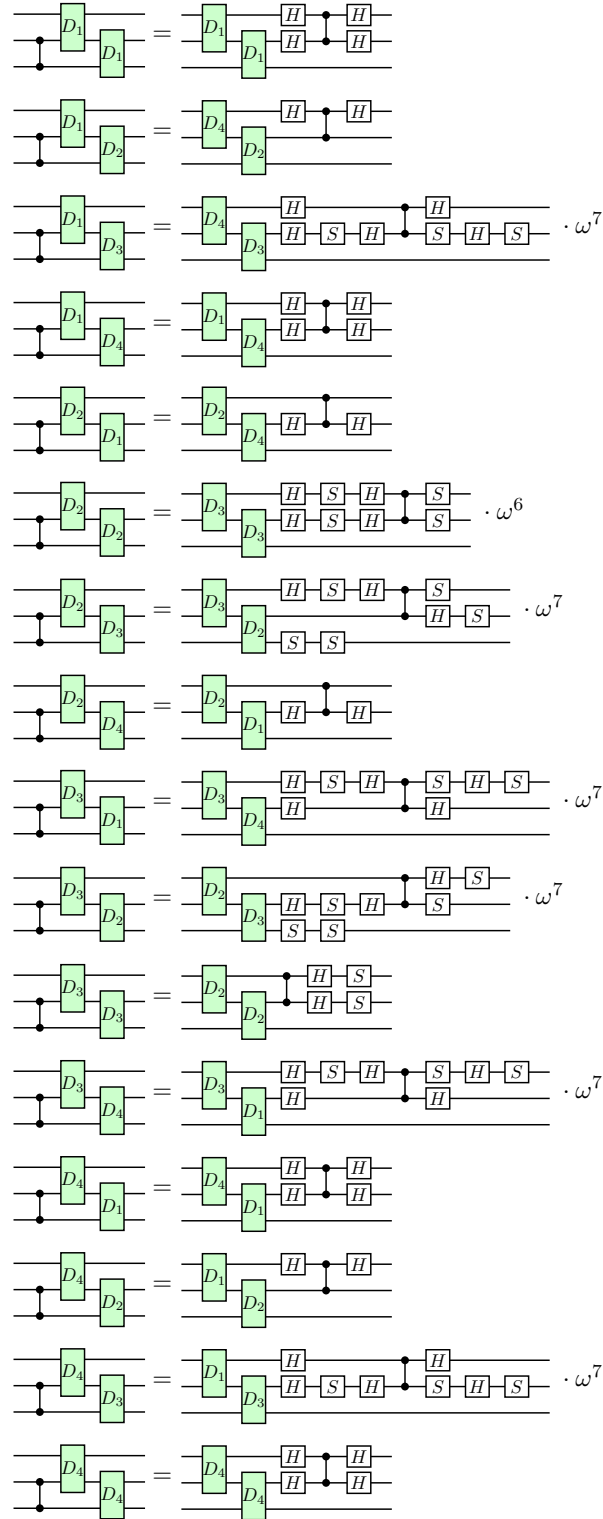 D₁ D₁ = D₁ D₁ H H H H
D₁ D₂ = D₄ D₂ H H
D₁ D₃ = D₄ D₃ H H S H H S H S · ω⁷
D₁ D₄ = D₁ D₄ H H H H
D₂ D₁ = D₂ D₄ H H
D₂ D₂ = D₃ D₃ H S H S H S H S · ω⁶
D₂ D₃ = D₃ D₂ H S H S H S S S · ω⁷
D₂ D₄ = D₂ D₁ H H
D₃ D₁ = D₃ D₄ H S H S H S H H · ω⁷
D₃ D₂ = D₂ D₃ H S H S H S S S · ω⁷
D₃ D₃ = D₂ D₂ H S H S
D₃ D₄ = D₃ D₁ H S H S H S H H · ω⁷
D₄ D₁ = D₄ D₁ H H H H
D₄ D₂ = D₁ D₂ H H
D₄ D₃ = D₁ D₃ H H H S H S H S · ω⁷
D₄ D₄ = D₄ D₄ H H H H